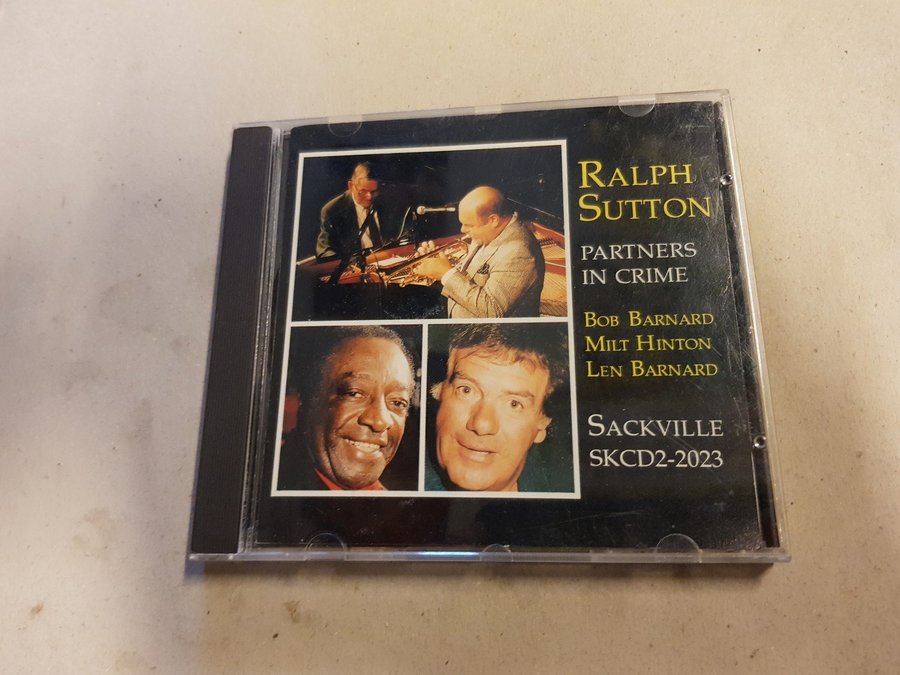 RALPH
SUTTON
PARTNERS
IN CRIME
BOB BARNARD
MILT HINTON
LEN BARNARD
SACKVILLE
SKCD2-2023